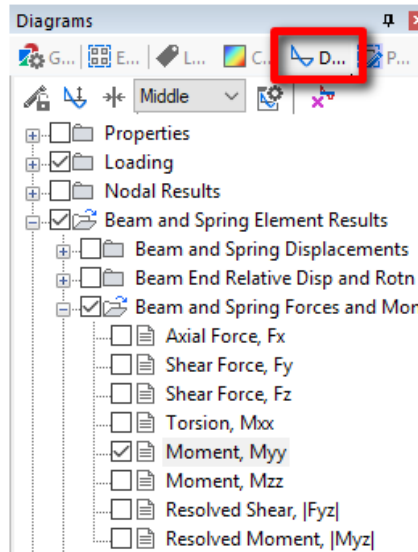 Diagrams
G... E... L... C... D... P...
Middle
Properties
Loading
Nodal Results
Beam and Spring Element Results
Beam and Spring Displacements
Beam End Relative Disp and Rotn
Beam and Spring Forces and Mor
Axial Force, Fx
Shear Force, Fy
Shear Force, Fz
Torsion, Mxx
Moment, Myy
Moment, Mzz
Resolved Shear, |Fyz|
Resolved Moment, |Myz|